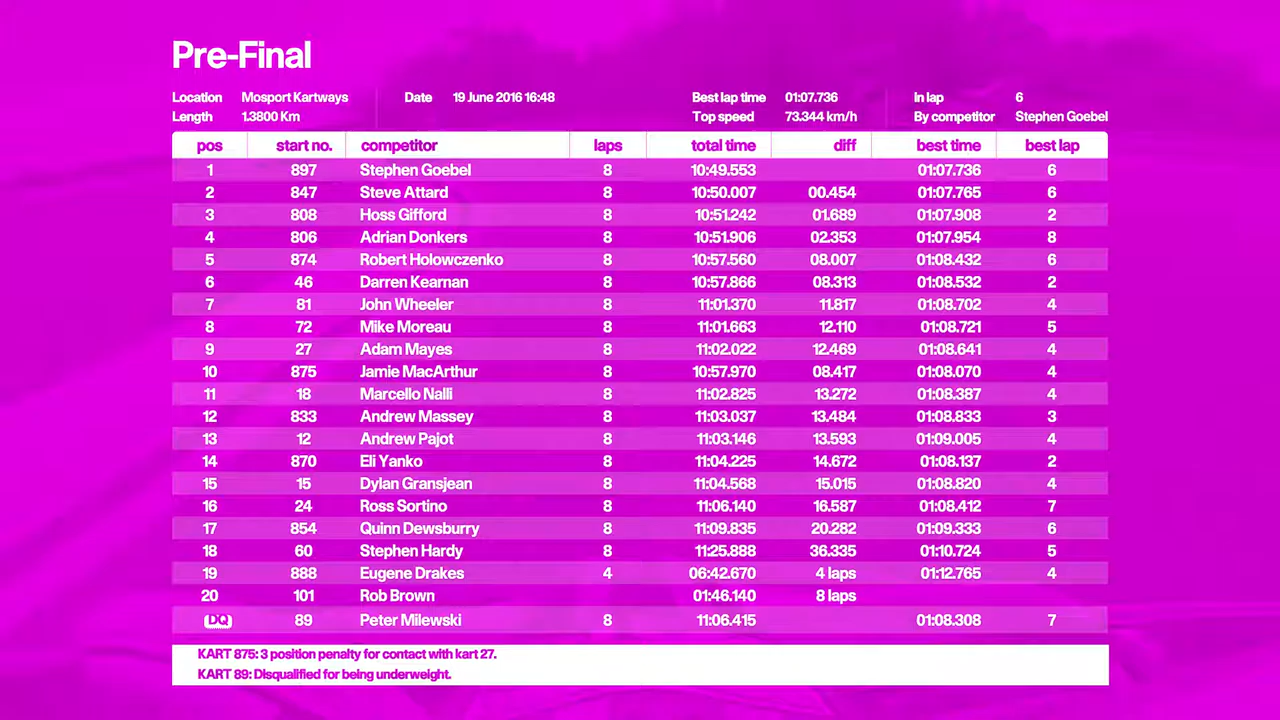 Pre-Final
Location Mosport Kartways Date 19 June 2016 16:48 Best lap time 01:07.736 In lap 6
Length 1.3800 Km Top speed 73.344 km/h By competitor Stephen Goebel
pos start no. competitor laps total time diff best time best lap
1 897 Stephen Goebel 8 10:49.553 01:07.736 6
2 847 Steve Attard 8 10:50.007 00.454 01:07.765 6
3 808 Hoss Gifford 8 10:51.242 01.689 01:07.908 2
4 806 Adrian Donkers 8 10:51.906 02.353 01:07.954 8
5 874 Robert Holowczenko 8 10:57.560 08.007 01:08.432 6
6 46 Darren Kearnan 8 10:57.866 08.313 01:08.532 2
7 81 John Wheeler 8 11:01.370 11.817 01:08.702 4
8 72 Mike Moreau 8 11:01.663 12.110 01:08.721 5
9 27 Adam Mayes 8 11:02.022 12.469 01:08.641 4
10 875 Jamie MacArthur 8 10:57.970 08.417 01:08.070 4
11 18 Marcello Nalli 8 11:02.825 13.272 01:08.387 4
12 833 Andrew Massey 8 11:03.037 13.484 01:08.833 3
13 12 Andrew Pajot 8 11:03.146 13.593 01:09.005 4
14 870 Eli Yanko 8 11:04.225 14.672 01:08.137 2
15 15 Dylan Gransjean 8 11:04.568 15.015 01:08.820 4
16 24 Ross Sortino 8 11:06.140 16.587 01:08.412 7
17 854 Quinn Dewsburry 8 11:09.835 20.282 01:09.333 6
18 60 Stephen Hardy 8 11:25.888 36.335 01:10.724 5
19 888 Eugene Drakes 4 06:42.670 4 laps 01:12.765 4
20 101 Rob Brown 01:46.140 8 laps
DQ 89 Peter Milewski 8 11:06.415 01:08.308 7
KART 875: 3 position penalty for contact with kart 27.
KART 89: Disqualified for being underweight.